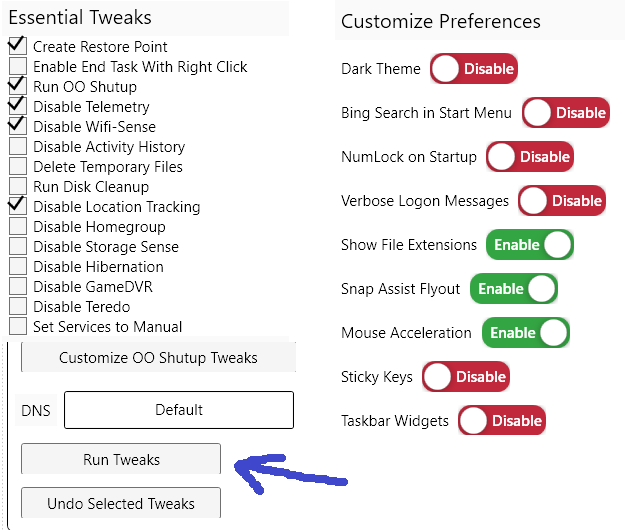 Essential Tweaks
Create Restore Point
Enable End Task With Right Click
Run OO Shutup
Disable Telemetry
Disable Wifi-Sense
Disable Activity History
Delete Temporary Files
Run Disk Cleanup
Disable Location Tracking
Disable Homegroup
Disable Storage Sense
Disable Hibernation
Disable GameDVR
Disable Teredo
Set Services to Manual
Customize OO Shutup Tweaks
DNS Default
Run Tweaks
Undo Selected Tweaks
Customize Preferences
Dark Theme Disable
Bing Search in Start Menu Disable
NumLock on Startup Disable
Verbose Logon Messages Disable
Show File Extensions Enable
Snap Assist Flyout Enable
Mouse Acceleration Enable
Sticky Keys Disable
Taskbar Widgets Disable